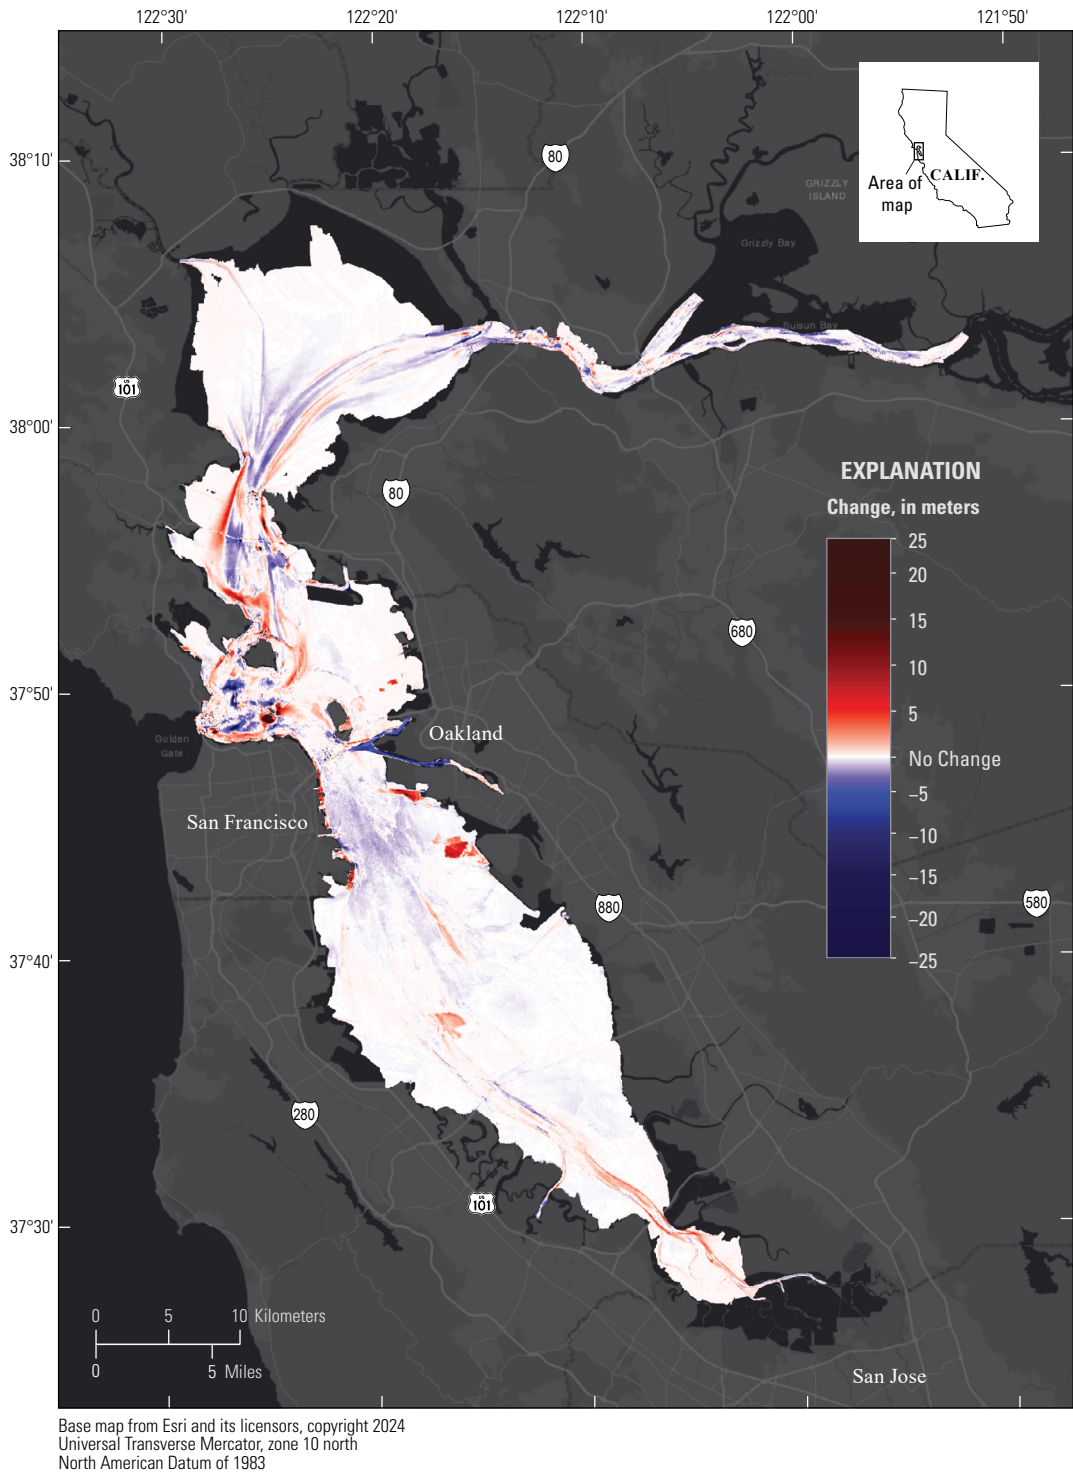 122°30'
122°20'
122°10'
122°00'
121°50'
38°10'
38°00'
37°50'
37°40'
37°30'
CALIF.
Area of
map
80
GRIZZLY
ISLAND
Grizzly Bay
Suisun Bay
US
101
80
EXPLANATION
Change, in meters
25
20
15
10
5
No Change
−5
−10
−15
−20
−25
680
Golden
Gate
Oakland
San Francisco
880
580
280
US
101
0 5 10 Kilometers
0 5 Miles
San Jose
Base map from Esri and its licensors, copyright 2024
Universal Transverse Mercator, zone 10 north
North American Datum of 1983